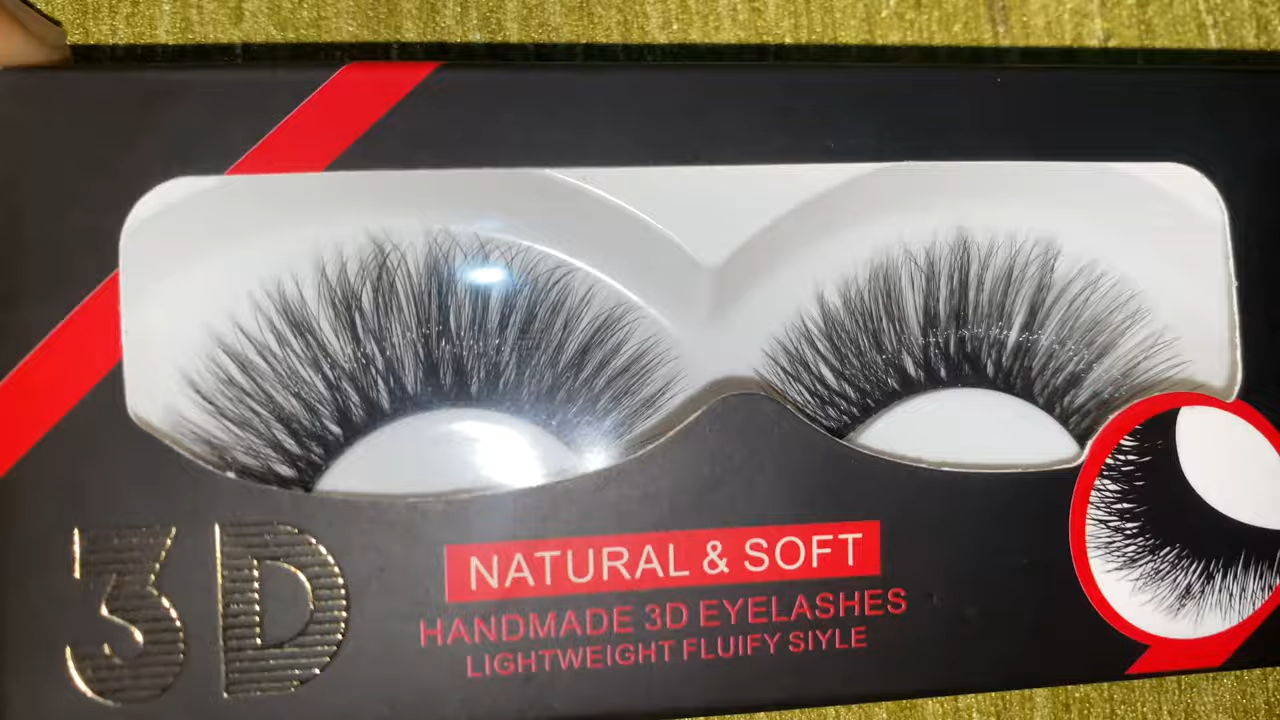 3D
NATURAL & SOFT
HANDMADE 3D EYELASHES
LIGHTWEIGHT FLUIFY SIYLE